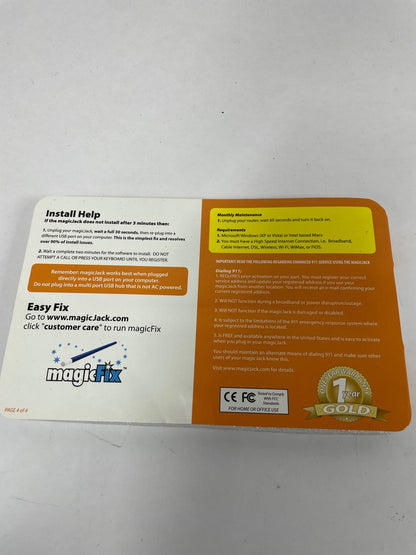 Install Help
If the magicJack does not install after 3 minutes then:
1. Unplug your magicJack, wait a full 30 seconds, then re-plug into a
different USB port on your computer. This is the simplest fix and resolves
over 90% of install issues.
2. Wait a complete two minutes for the software to install. DO NOT
ATTEMPT A CALL OR PRESS YOUR KEYBOARD UNTIL YOU REGISTER.
Remember: magicJack works best when plugged
directly into a USB port on your computer.
Do not plug into a multi port USB hub that is not AC powered.
Easy Fix
Go to www.magicJack.com
click "customer care" to run magicFix
magicFix
PAGE 4 of 4
Monthly Maintenance
1. Unplug your router, wait 60 seconds and turn it back on.
Requirements
1. Microsoft Windows (XP or Vista) or Intel based Macs
2. You must have a High Speed Internet Connection, i.e. Broadband,
Cable Internet, DSL, Wireless, Wi-Fi, WiMax, or FiOS.
IMPORTANT READ THE FOLLOWING REGARDING ENHANCED 911 SERVICE USING THE MAGICJACK
Dialing 911:
1. REQUIRES prior activation on your part. You must register your correct
service address and update your registered address if you use your
magicJack from another location. You will receive an e-mail confirming your
current registered address.
2. Will NOT function during a broadband or power disruption/outage.
3. Will NOT function if the magicJack is damaged or disabled.
4. Is subject to the limitations of the 911 emergency response system where
your registered address is located.
5. Is FREE and available anywhere in the United States and is easy to activate
when you plug in your magicJack.
You should maintain an alternate means of dialing 911 and make sure other
users of your magicJack know this.
Visit www.magicjack.com for details.
CE FC Tested to Comply
With FCC
Standards
FOR HOME OR OFFICE USE
ONE YEAR WARRANTY
1
year
GOLD